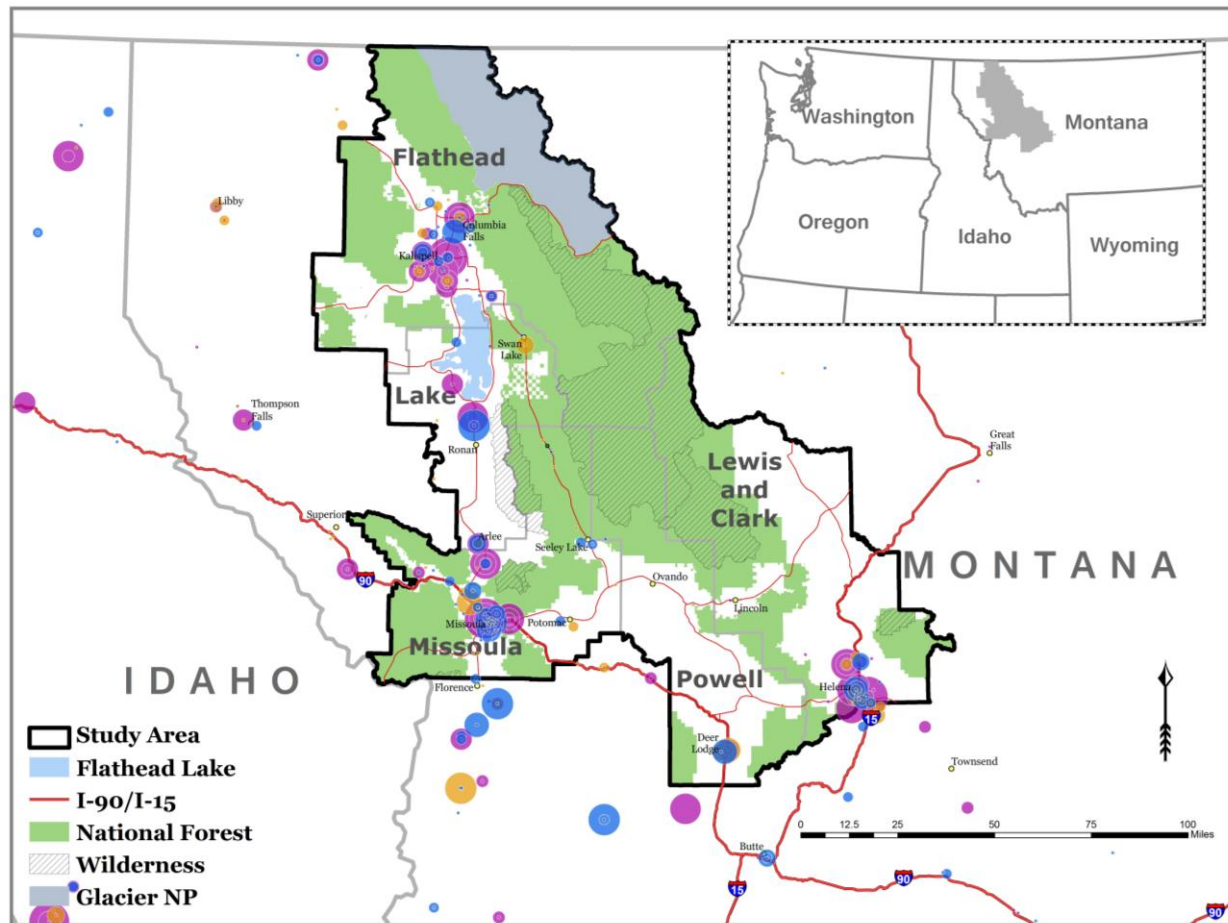 Washington
Montana
Oregon
Idaho
Wyoming
Flathead
Libby
Columbia
Falls
Kalispell
Swan
Lake
Lake
Thompson
Falls
Ronan
Great
Falls
Lewis
and
Clark
Superior
Arlee
Seeley Lake
MONTANA
90
Ovando
Lincoln
Missoula
Potomac
Missoula
IDAHO
Powell
Florence
Helena
15
Deer
Lodge
Townsend
Study Area
Flathead Lake
I-90/I-15
National Forest
Wilderness
Glacier NP
0 12.5 25 50 75 100
Miles
Butte
15
90
90